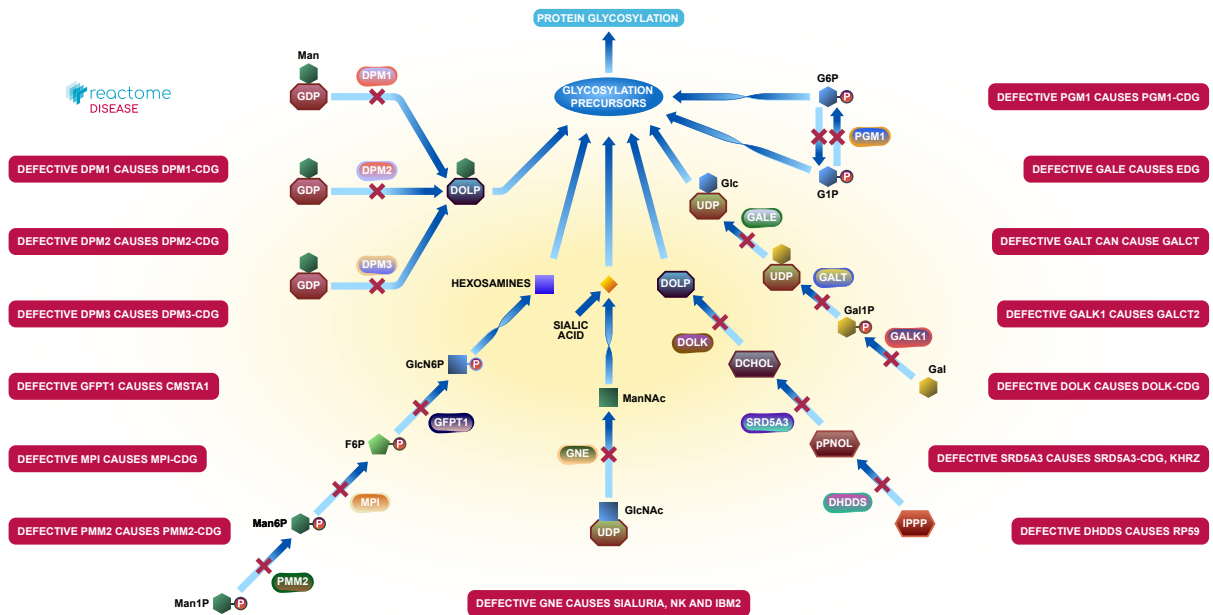 PROTEIN GLYCOSYLATION
Man
DPM1
GDP
GLYCOSYLATION
PRECURSORS
G6P
P
PGM1
P
G1P
reactome
DISEASE
DEFECTIVE PGM1 CAUSES PGM1-CDG
DEFECTIVE DPM1 CAUSES DPM1-CDG
DPM2
GDP
DOLP
Glc
UDP
GALE
DEFECTIVE GALE CAUSES EDG
DEFECTIVE DPM2 CAUSES DPM2-CDG
DPM3
GDP
HEXOSAMINES
SIALIC
ACID
DOLP
UDP
GALT
DEFECTIVE GALT CAN CAUSE GALCT
DEFECTIVE DPM3 CAUSES DPM3-CDG
GlcN6P
P
DOLK
DCHOL
Gal1P
P
GALK1
Gal
DEFECTIVE GALK1 CAUSES GALCT2
DEFECTIVE GFPT1 CAUSES CMSTA1
GFPT1
ManNAc
SRD5A3
DEFECTIVE DOLK CAUSES DOLK-CDG
DEFECTIVE MPI CAUSES MPI-CDG
F6P
P
MPI
GNE
pPNOL
DEFECTIVE SRD5A3 CAUSES SRD5A3-CDG, KHRZ
DEFECTIVE PMM2 CAUSES PMM2-CDG
Man6P
P
GlcNAc
UDP
DHDDS
IPPP
DEFECTIVE DHDDS CAUSES RP59
PMM2
Man1P
P
DEFECTIVE GNE CAUSES SIALURIA, NK AND IBM2